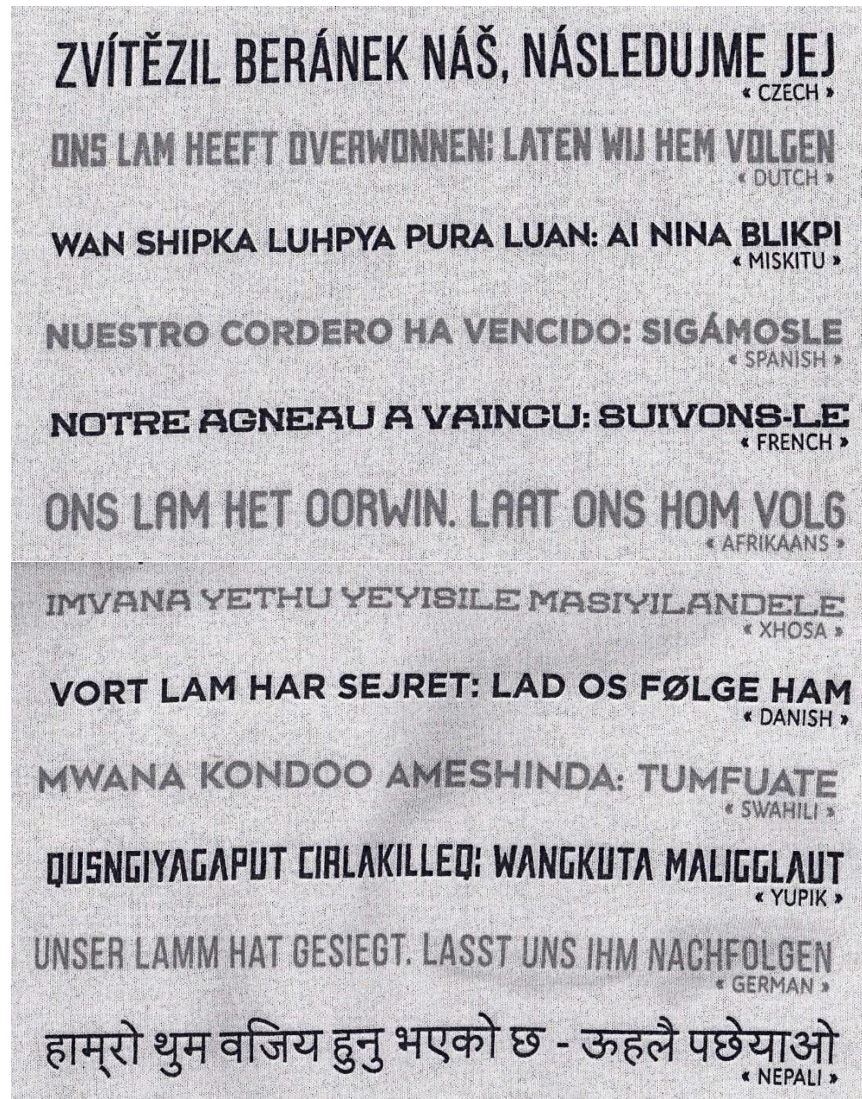 ZVÍTĚZIL BERÁNEK NÁŠ, NÁSLEDUJME JEJ
« CZECH »
ONS LAM HEEFT OVERWONNEN: LATEN WIJ HEM VOLGEN
« DUTCH »
WAN SHIPKA LUHPYA PURA LUAN: AI NINA BLIKPI
« MISKITU »
NUESTRO CORDERO HA VENCIDO: SIGÁMOSLE
« SPANISH »
NOTRE AGNEAU A VAINCU: SUIVONS-LE
« FRENCH »
ONS LAM HET OORWIN. LAAT ONS HOM VOLG
« AFRIKAANS »
IMVANA YETHU YEYISILE MASIYILANDELE
« XHOSA »
VORT LAM HAR SEJRET: LAD OS FØLGE HAM
« DANISH »
MWANA KONDOO AMESHINDA: TUMFUATE
« SWAHILI »
QUSNGIYAGAPUT CIRLAKILLEQ: WANGKUTA MALIGGLAUT
« YUPIK »
UNSER LAMM HAT GESIEGT. LASST UNS IHM NACHFOLGEN
« GERMAN »
हाम्‌रो थुम वजिय हुनु भएको छ - ऊहलै पछेयाओ
« NEPALI »